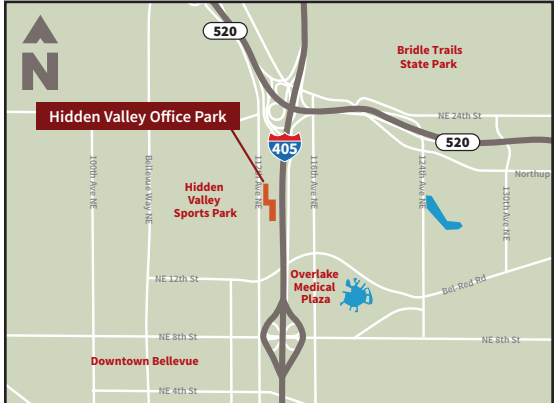 520
Bridle Trails
State Park
N
Hidden Valley Office Park
NE 24th St
520
405
100th Ave NE
Bellevue Way NE
112th Ave NE
116th Ave NE
124th Ave NE
130th Ave NE
Northup
Hidden
Valley
Sports Park
NE 12th St
Overlake
Medical
Plaza
Bel-Red Rd
NE 8th St
NE 8th St
Downtown Bellevue
NE 4th St